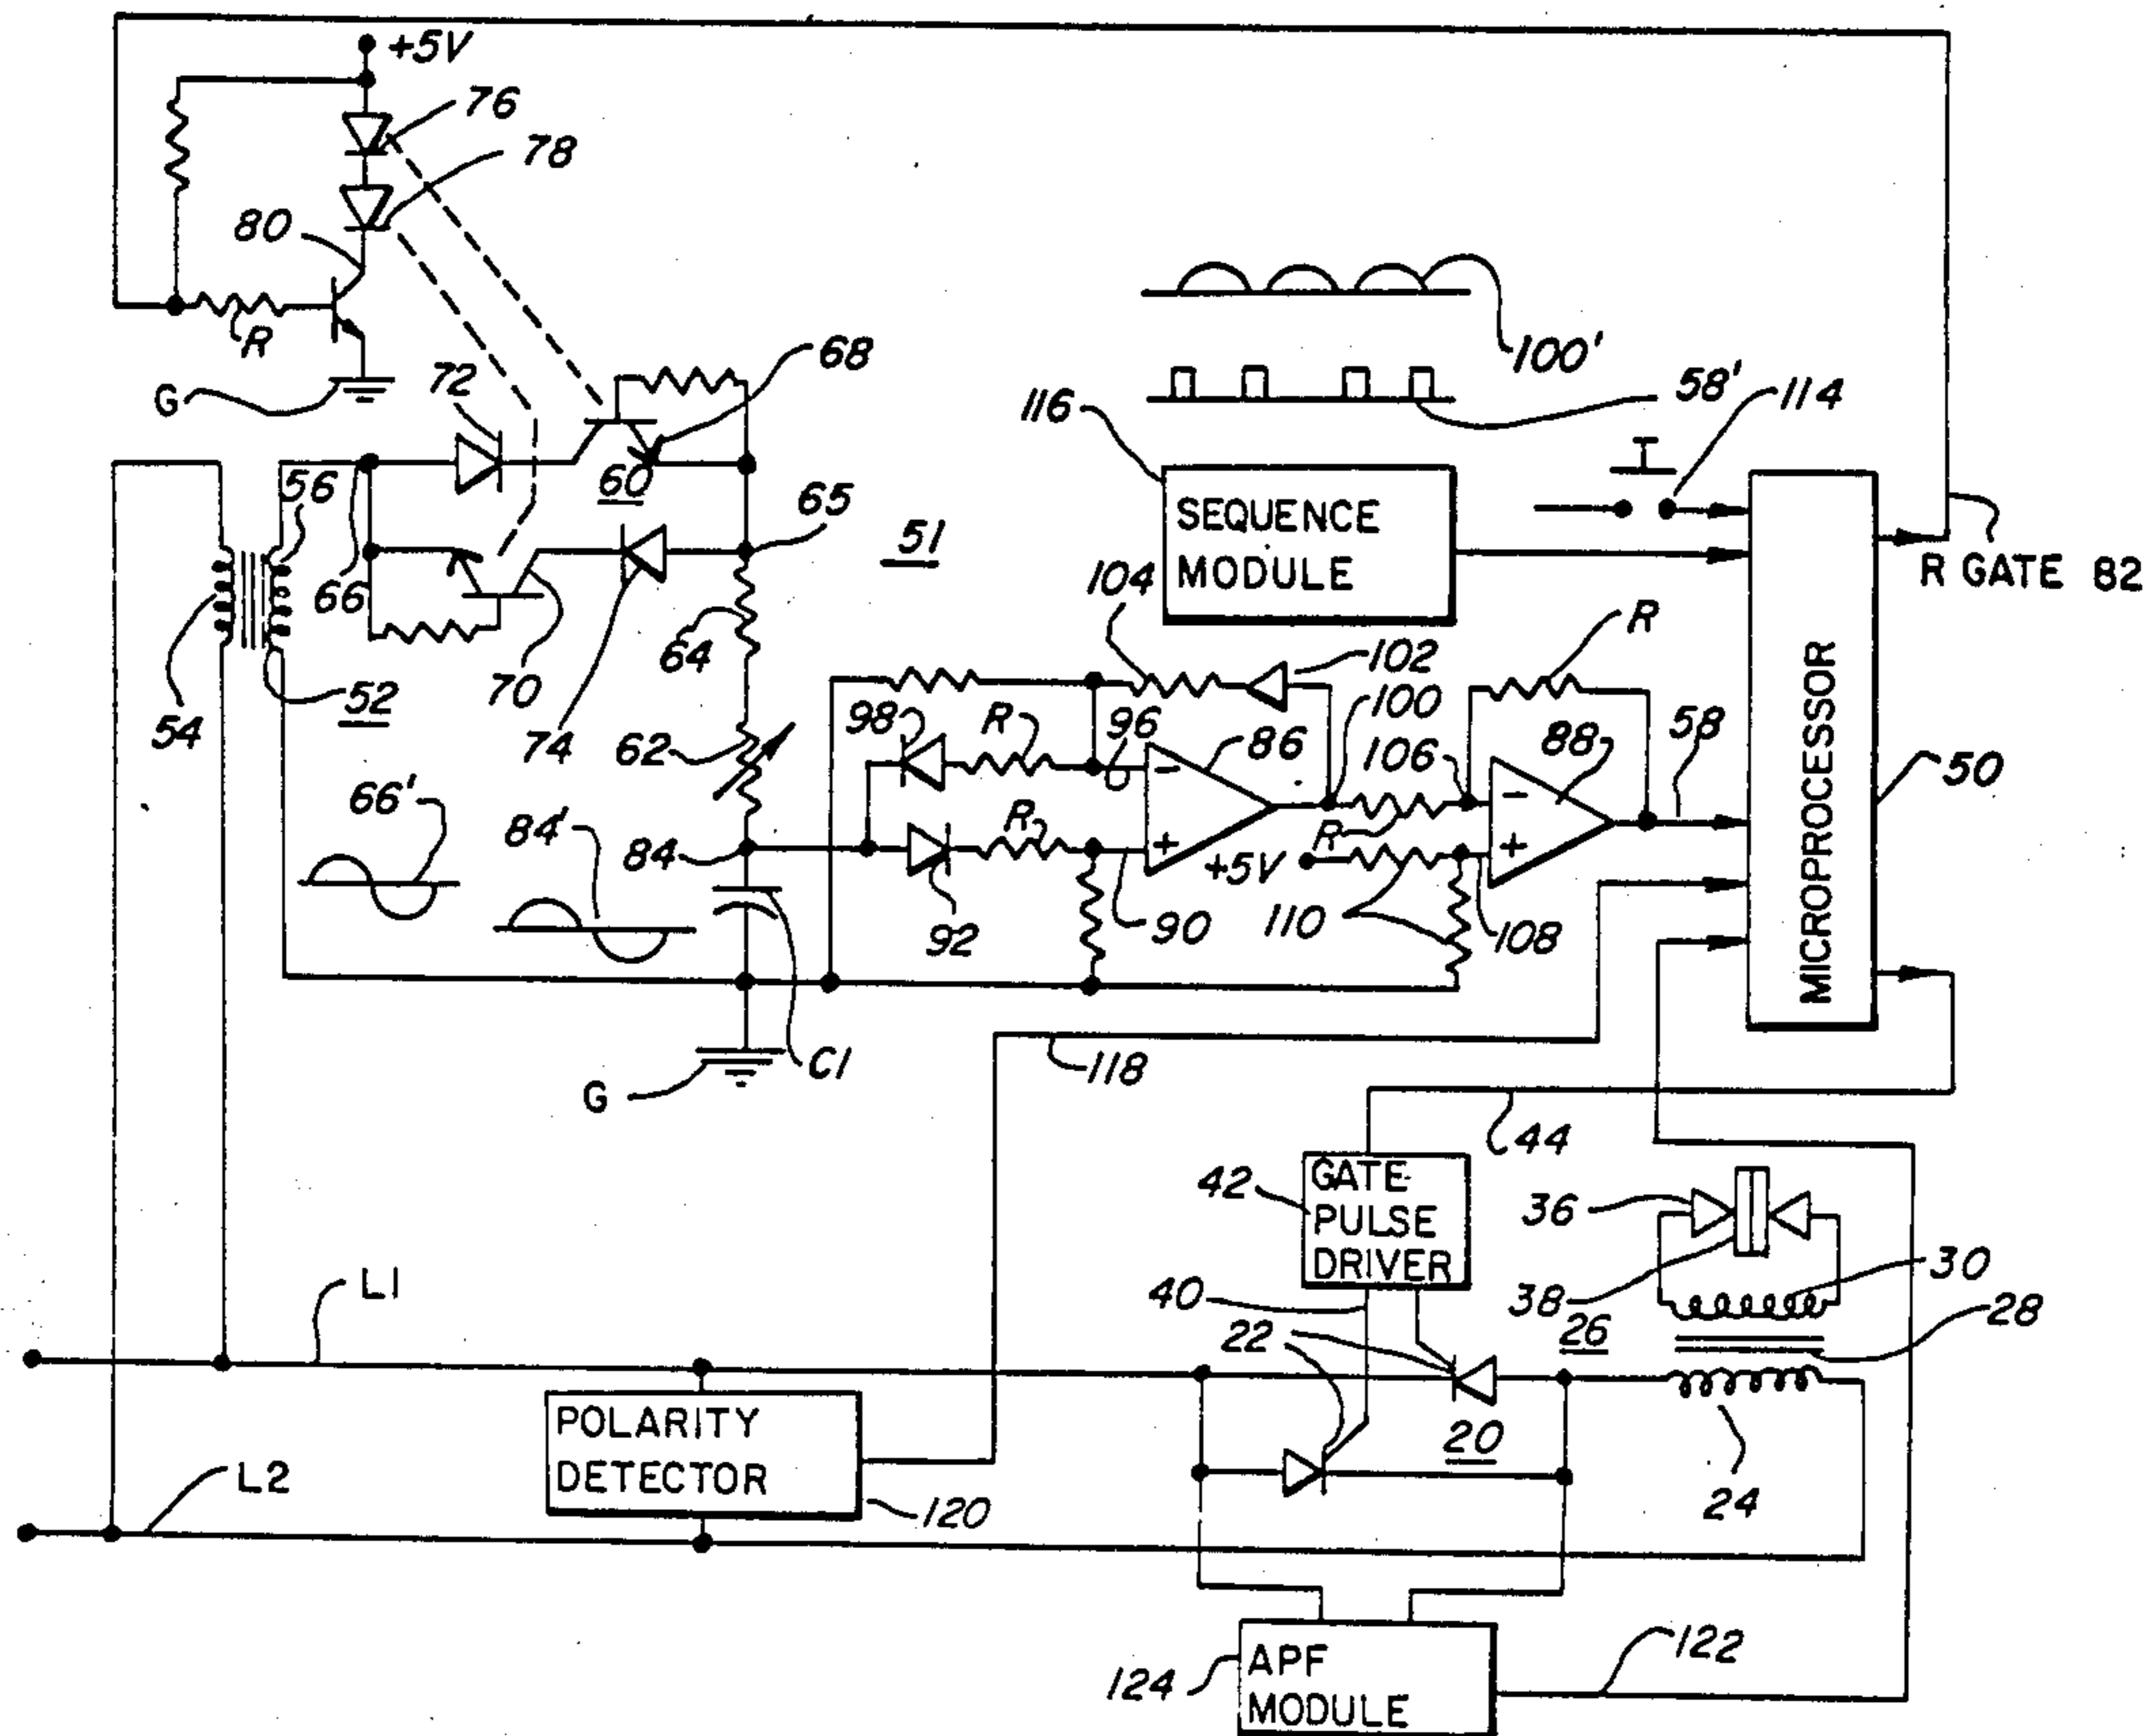 +5V
76
78
80
R
G
72
68
60
100'
58'
114
116
SEQUENCE
MODULE
R GATE 82
56
66
65
51
54
52
70
74
64
104
102
100
R
98
R
96
86
106
88
58
MICROPROCESSOR
50
62
66'
84'
84
R
R
+5V
92
90
110
108
C1
G
118
44
42
GATE
PULSE
DRIVER
36
38
30
40
22
26
28
L1
POLARITY
DETECTOR
20
24
L2
120
124
APF
MODULE
122